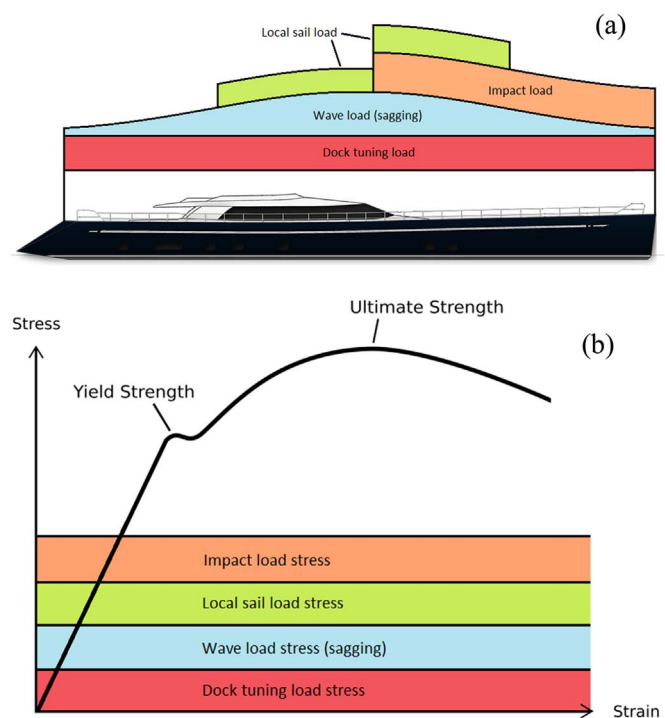 (a)
Local sail load
Impact load
Wave load (sagging)
Dock tuning load
Ultimate Strength
Stress
(b)
Yield Strength
Impact load stress
Local sail load stress
Wave load stress (sagging)
Dock tuning load stress
Strain